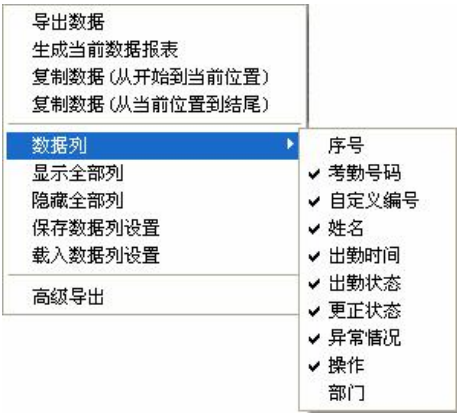 导出数据
生成当前数据报表
复制数据(从开始到当前位置)
复制数据(从当前位置到结尾)
数据列
显示全部列
隐藏全部列
保存数据列设置
载入数据列设置
高级导出
序号
考勤号码
自定义编号
姓名
出勤时间
出勤状态
更正状态
异常情况
操作
部门